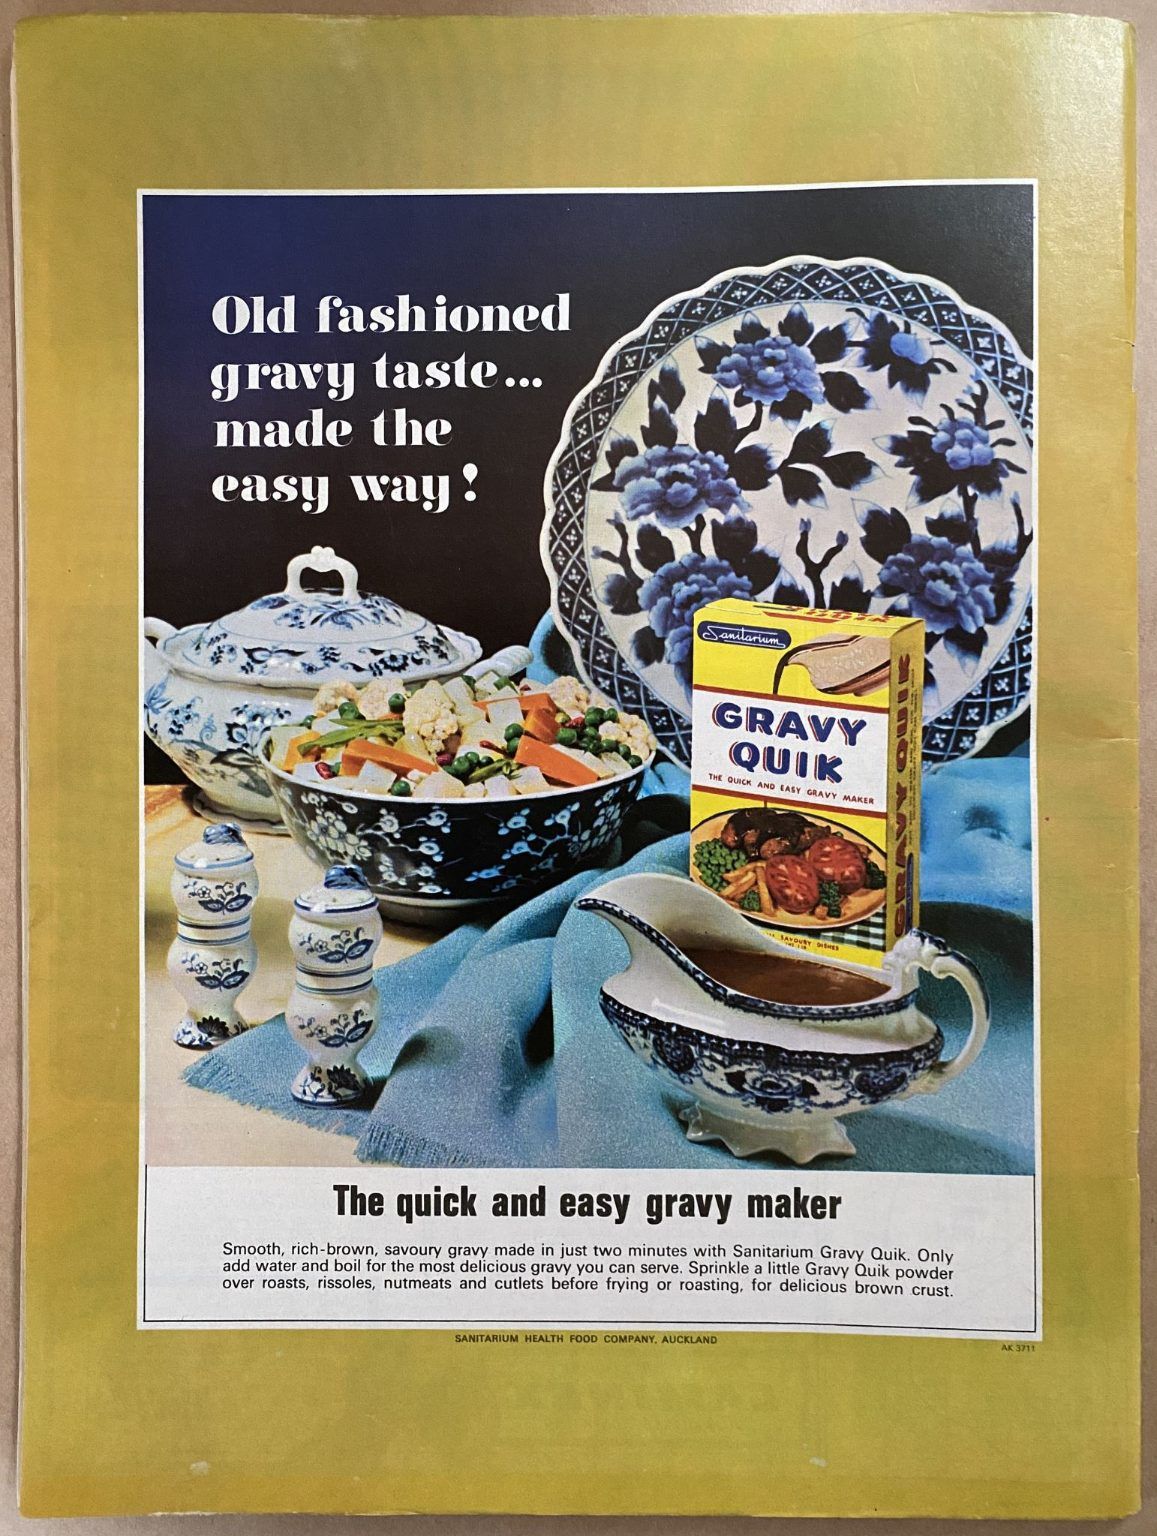 Old fashioned
gravy taste...
made the
easy way!
Sanitarium
GRAVY QUIK
GRAVY
QUIK
THE QUICK AND EASY GRAVY MAKER
GRAVY QUIK
SAVOURY DISHES
The quick and easy gravy maker
Smooth, rich-brown, savoury gravy made in just two minutes with Sanitarium Gravy Quik. Only
add water and boil for the most delicious gravy you can serve. Sprinkle a little Gravy Quik powder
over roasts, rissoles, nutmeats and cutlets before frying or roasting, for delicious brown crust.
SANITARIUM HEALTH FOOD COMPANY, AUCKLAND
AK 3711